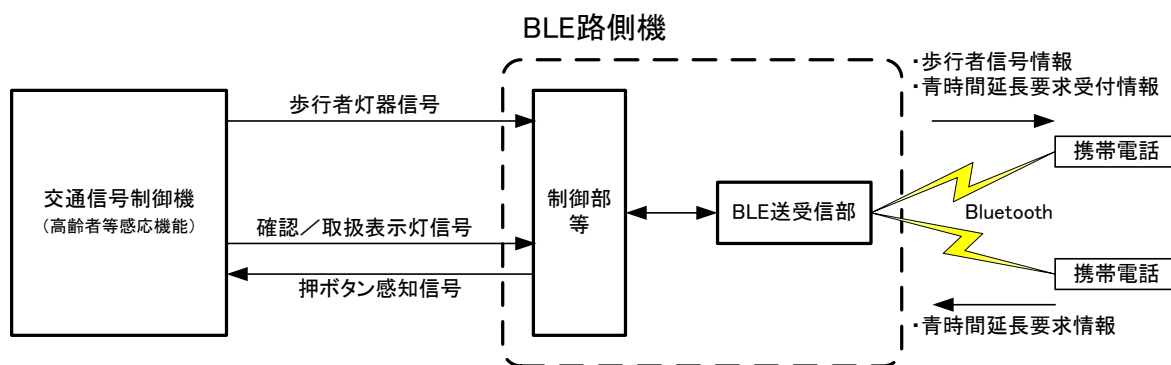 BLE路側機
・歩行者信号情報
・青時間延長要求受付情報
歩行者灯器信号
携帯電話
交通信号制御機
(高齢者等感応機能)
制御部
等
BLE送受信部
Bluetooth
確認／取扱表示灯信号
押ボタン感知信号
携帯電話
・青時間延長要求情報